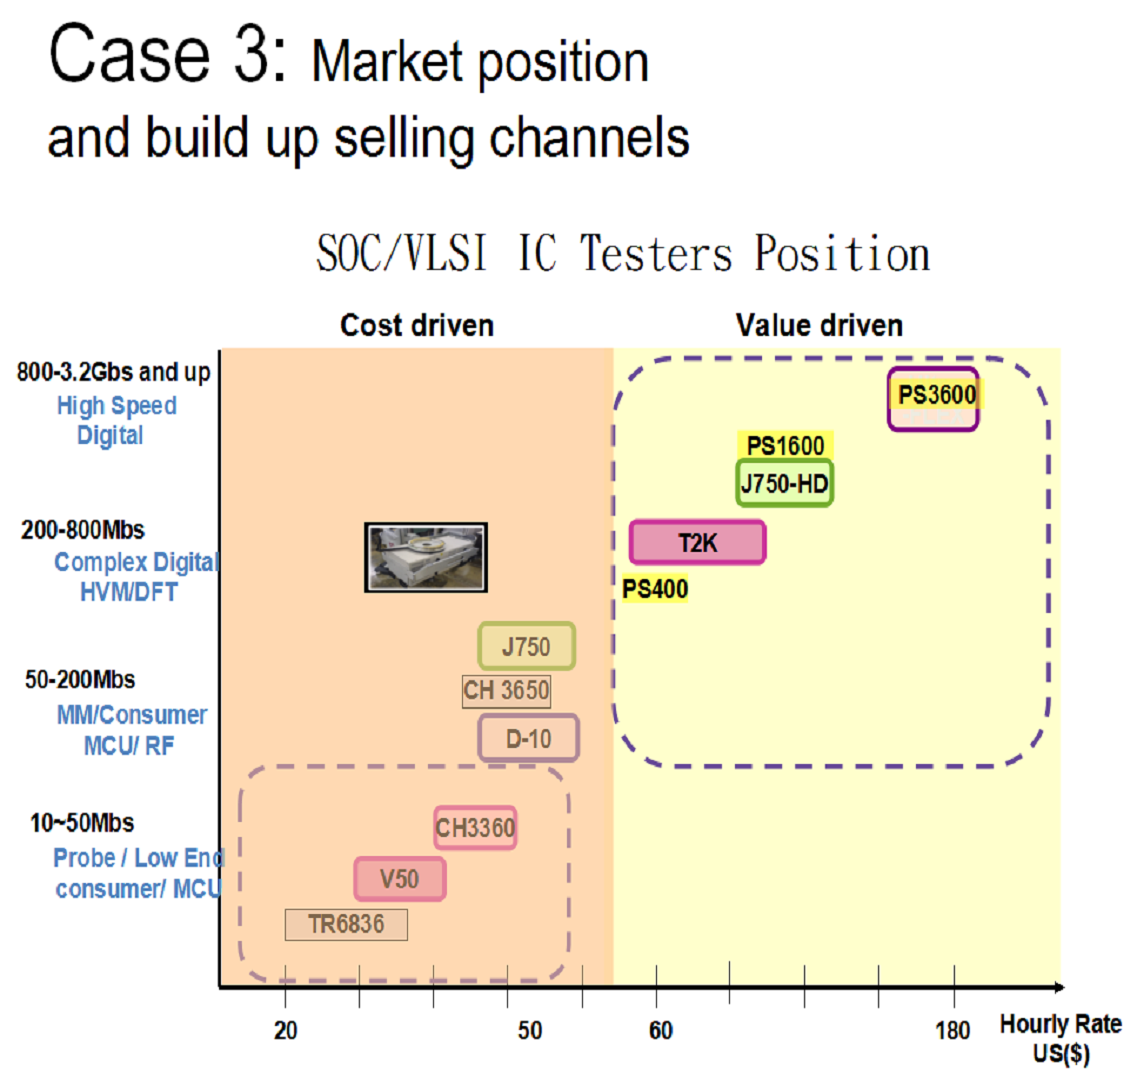 Case 3: Market position
and build up selling channels
SOC/VLSI IC Testers Position
Cost driven
Value driven
800-3.2Gbs and up
High Speed
Digital
PS3600
PS1600
J750-HD
200-800Mbs
Complex Digital
HVM/DFT
T2K
PS400
J750
50-200Mbs
MM/Consumer
MCU/ RF
CH 3650
D-10
10~50Mbs
Probe / Low End
consumer/ MCU
CH3360
V50
TR6836
20
50
60
180
Hourly Rate
US($)